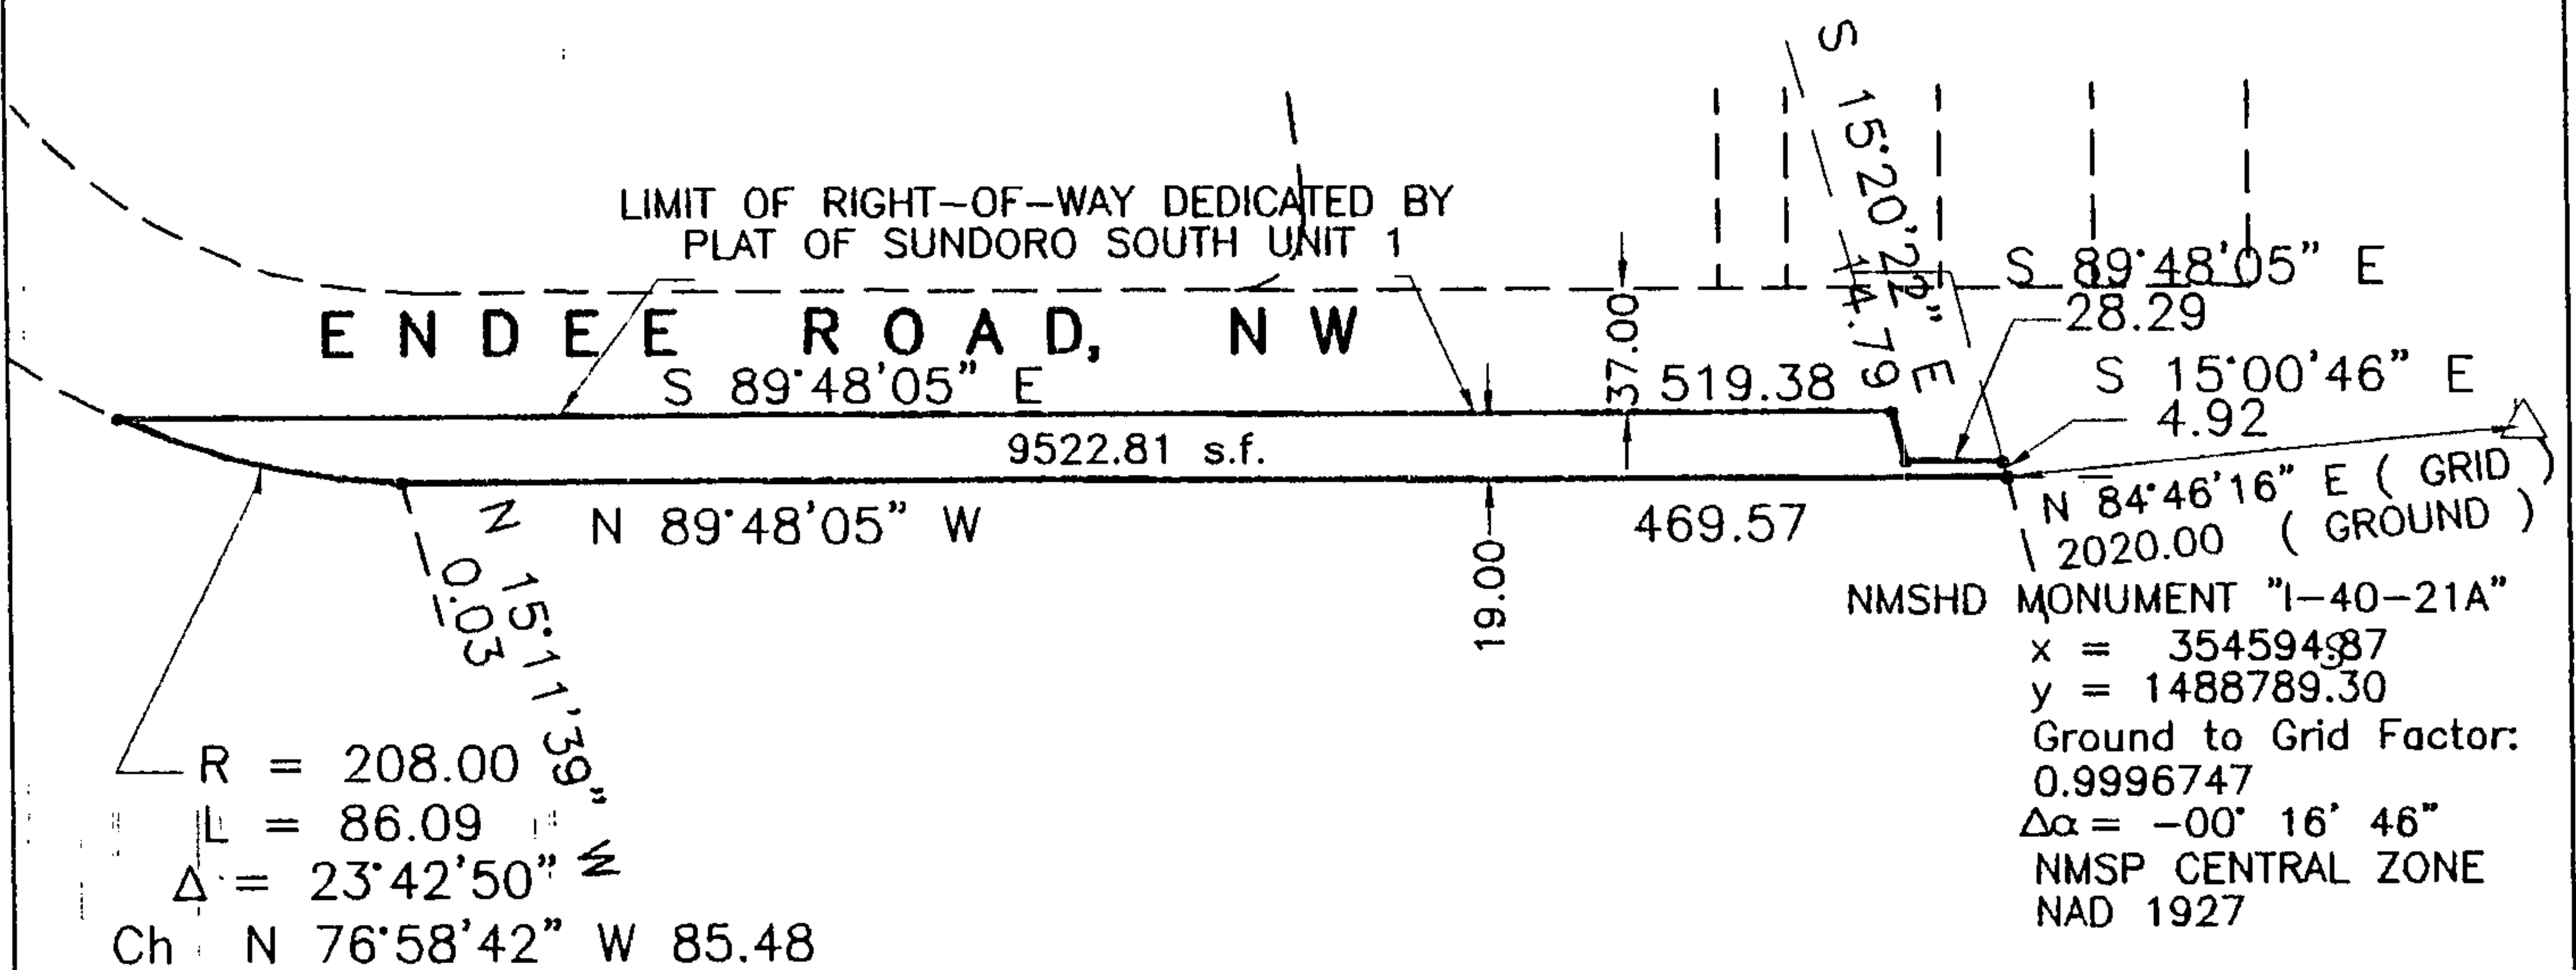 LIMIT OF RIGHT-OF-WAY DEDICATED BY
PLAT OF SUNDORO SOUTH UNIT 1
ENDEE ROAD, NW
S 89°48'05" E
519.38
37.00
S 15°20'22" E
14.79
S 89°48'05" E
28.29
S 15°00'46" E
4.92
9522.81 s.f.
N 89°48'05" W
469.57
19.00
N 15°11'39" W
0.03
N 84°46'16" E ( GRID )
2020.00 ( GROUND )
NMSHD MONUMENT "I-40-21A"
x = 354594.87
y = 1488789.30
Ground to Grid Factor:
0.9996747
Δα = -00° 16' 46"
NMSP CENTRAL ZONE
NAD 1927
R = 208.00
L = 86.09
Δ = 23°42'50"
Ch N 76°58'42" W 85.48